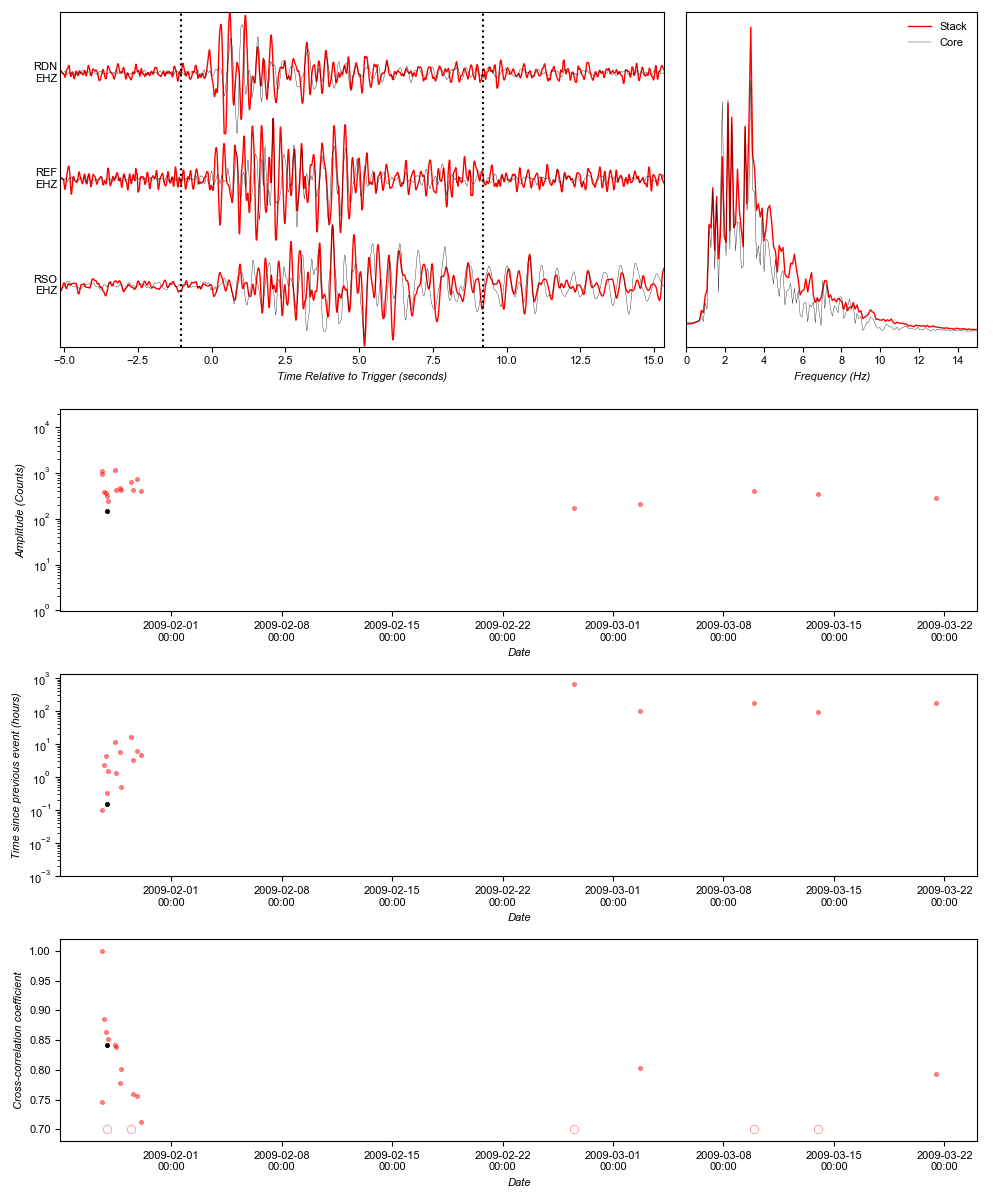 RDN
EHZ
REF
EHZ
RSO
EHZ
−5.0 −2.5 0.0 2.5 5.0 7.5 10.0 12.5 15.0
Time Relative to Trigger (seconds)
Stack
Core
0 2 4 6 8 10 12 14
Frequency (Hz)
Amplitude (Counts)
10⁴
10³
10²
10¹
10⁰
2009-02-01 2009-02-08 2009-02-15 2009-02-22 2009-03-01 2009-03-08 2009-03-15 2009-03-22
00:00 00:00 00:00 00:00 00:00 00:00 00:00 00:00
Date
Time since previous event (hours)
10³
10²
10¹
10⁰
10⁻¹
10⁻²
10⁻³
2009-02-01 2009-02-08 2009-02-15 2009-02-22 2009-03-01 2009-03-08 2009-03-15 2009-03-22
00:00 00:00 00:00 00:00 00:00 00:00 00:00 00:00
Date
Cross-correlation coefficient
1.00
0.95
0.90
0.85
0.80
0.75
0.70
2009-02-01 2009-02-08 2009-02-15 2009-02-22 2009-03-01 2009-03-08 2009-03-15 2009-03-22
00:00 00:00 00:00 00:00 00:00 00:00 00:00 00:00
Date